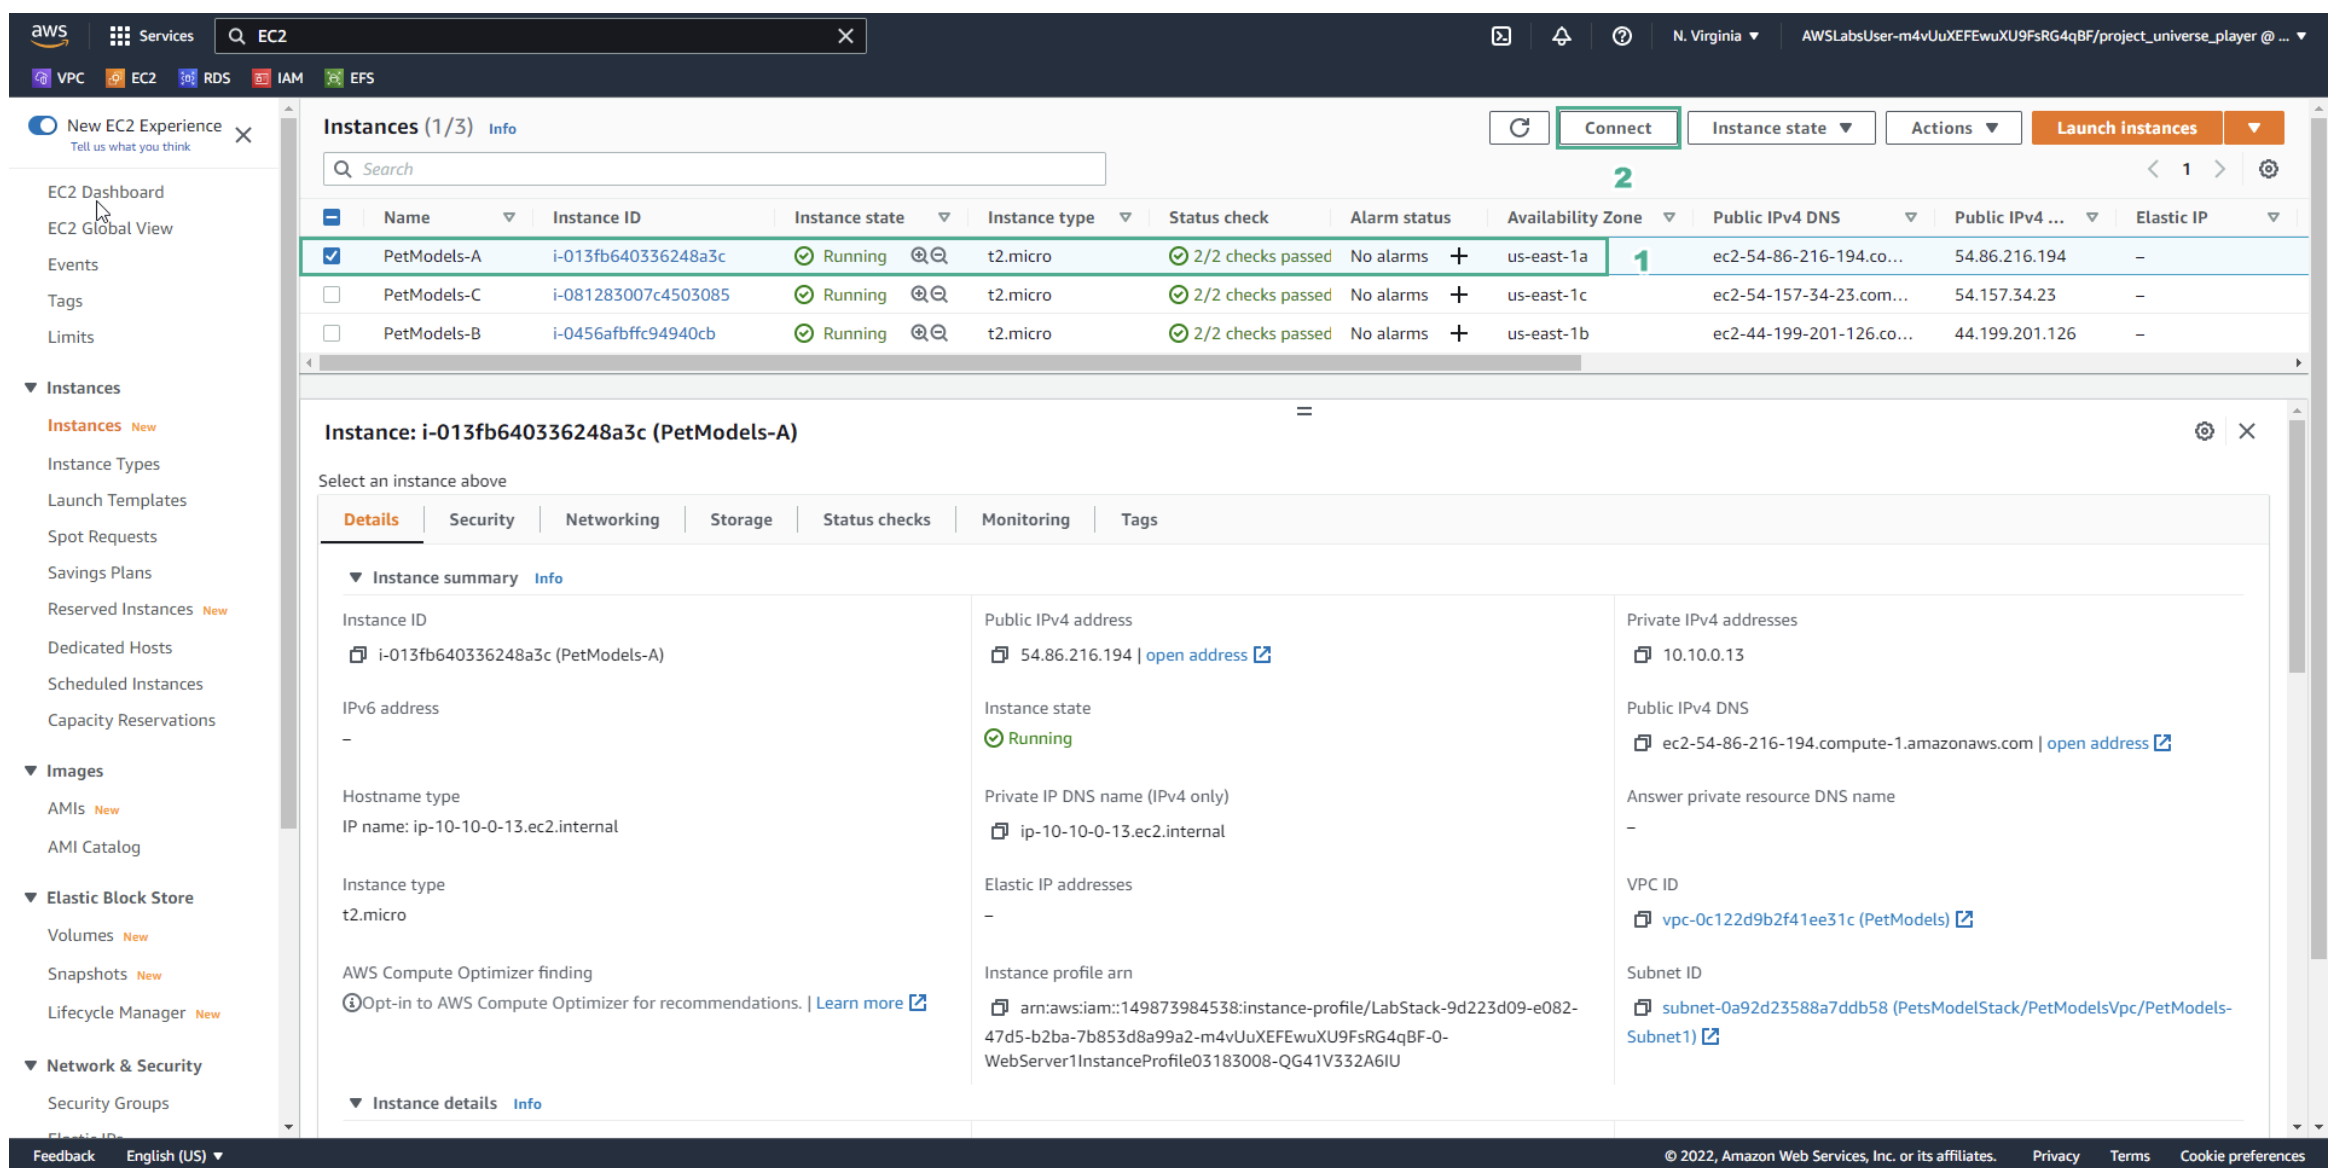 aws
Services
EC2
N. Virginia ▼
AWSLabsUser-m4vUuXEFEwuXU9FsRG4qBF/project_universe_player @ ... ▼
VPC EC2 RDS IAM EFS
New EC2 Experience
Tell us what you think
EC2 Dashboard
EC2 Global View
Events
Tags
Limits
Instances
Instances New
Instance Types
Launch Templates
Spot Requests
Savings Plans
Reserved Instances New
Dedicated Hosts
Scheduled Instances
Capacity Reservations
Images
AMIs New
AMI Catalog
Elastic Block Store
Volumes New
Snapshots New
Lifecycle Manager New
Network & Security
Security Groups
Elastic IPs
Instances (1/3) Info
Connect
Instance state ▼
Actions ▼
Launch instances
Search
2
1
Name Instance ID Instance state Instance type Status check Alarm status Availability Zone Public IPv4 DNS Public IPv4 ... Elastic IP
PetModels-A i-013fb640336248a3c Running t2.micro 2/2 checks passed No alarms + us-east-1a 1 ec2-54-86-216-194.co... 54.86.216.194 –
PetModels-C i-081283007c4503085 Running t2.micro 2/2 checks passed No alarms + us-east-1c ec2-54-157-34-23.com... 54.157.34.23 –
PetModels-B i-0456afbffc94940cb Running t2.micro 2/2 checks passed No alarms + us-east-1b ec2-44-199-201-126.co... 44.199.201.126 –
Instance: i-013fb640336248a3c (PetModels-A)
Select an instance above
Details Security Networking Storage Status checks Monitoring Tags
Instance summary Info
Instance ID
i-013fb640336248a3c (PetModels-A)
Public IPv4 address
54.86.216.194 | open address
Private IPv4 addresses
10.10.0.13
IPv6 address
–
Instance state
Running
Public IPv4 DNS
ec2-54-86-216-194.compute-1.amazonaws.com | open address
Hostname type
IP name: ip-10-10-0-13.ec2.internal
Private IP DNS name (IPv4 only)
ip-10-10-0-13.ec2.internal
Answer private resource DNS name
–
Instance type
t2.micro
Elastic IP addresses
–
VPC ID
vpc-0c122d9b2f41ee31c (PetModels)
AWS Compute Optimizer finding
Opt-in to AWS Compute Optimizer for recommendations. | Learn more
Instance profile arn
arn:aws:iam::149873984538:instance-profile/LabStack-9d223d09-e082-
47d5-b2ba-7b853d8a99a2-m4vUuXEFEwuXU9FsRG4qBF-0-
WebServer1InstanceProfile03183008-QG41V332A6IU
Subnet ID
subnet-0a92d23588a7ddb58 (PetsModelStack/PetModelsVpc/PetModels-
Subnet1)
Instance details Info
Feedback English (US) ▼
© 2022, Amazon Web Services, Inc. or its affiliates. Privacy Terms Cookie preferences